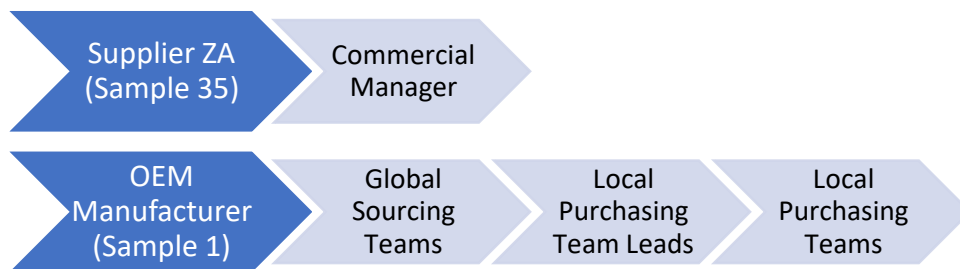 Supplier ZA
(Sample 35)
Commercial
Manager
OEM
Manufacturer
(Sample 1)
Global
Sourcing
Teams
Local
Purchasing
Team Leads
Local
Purchasing
Teams